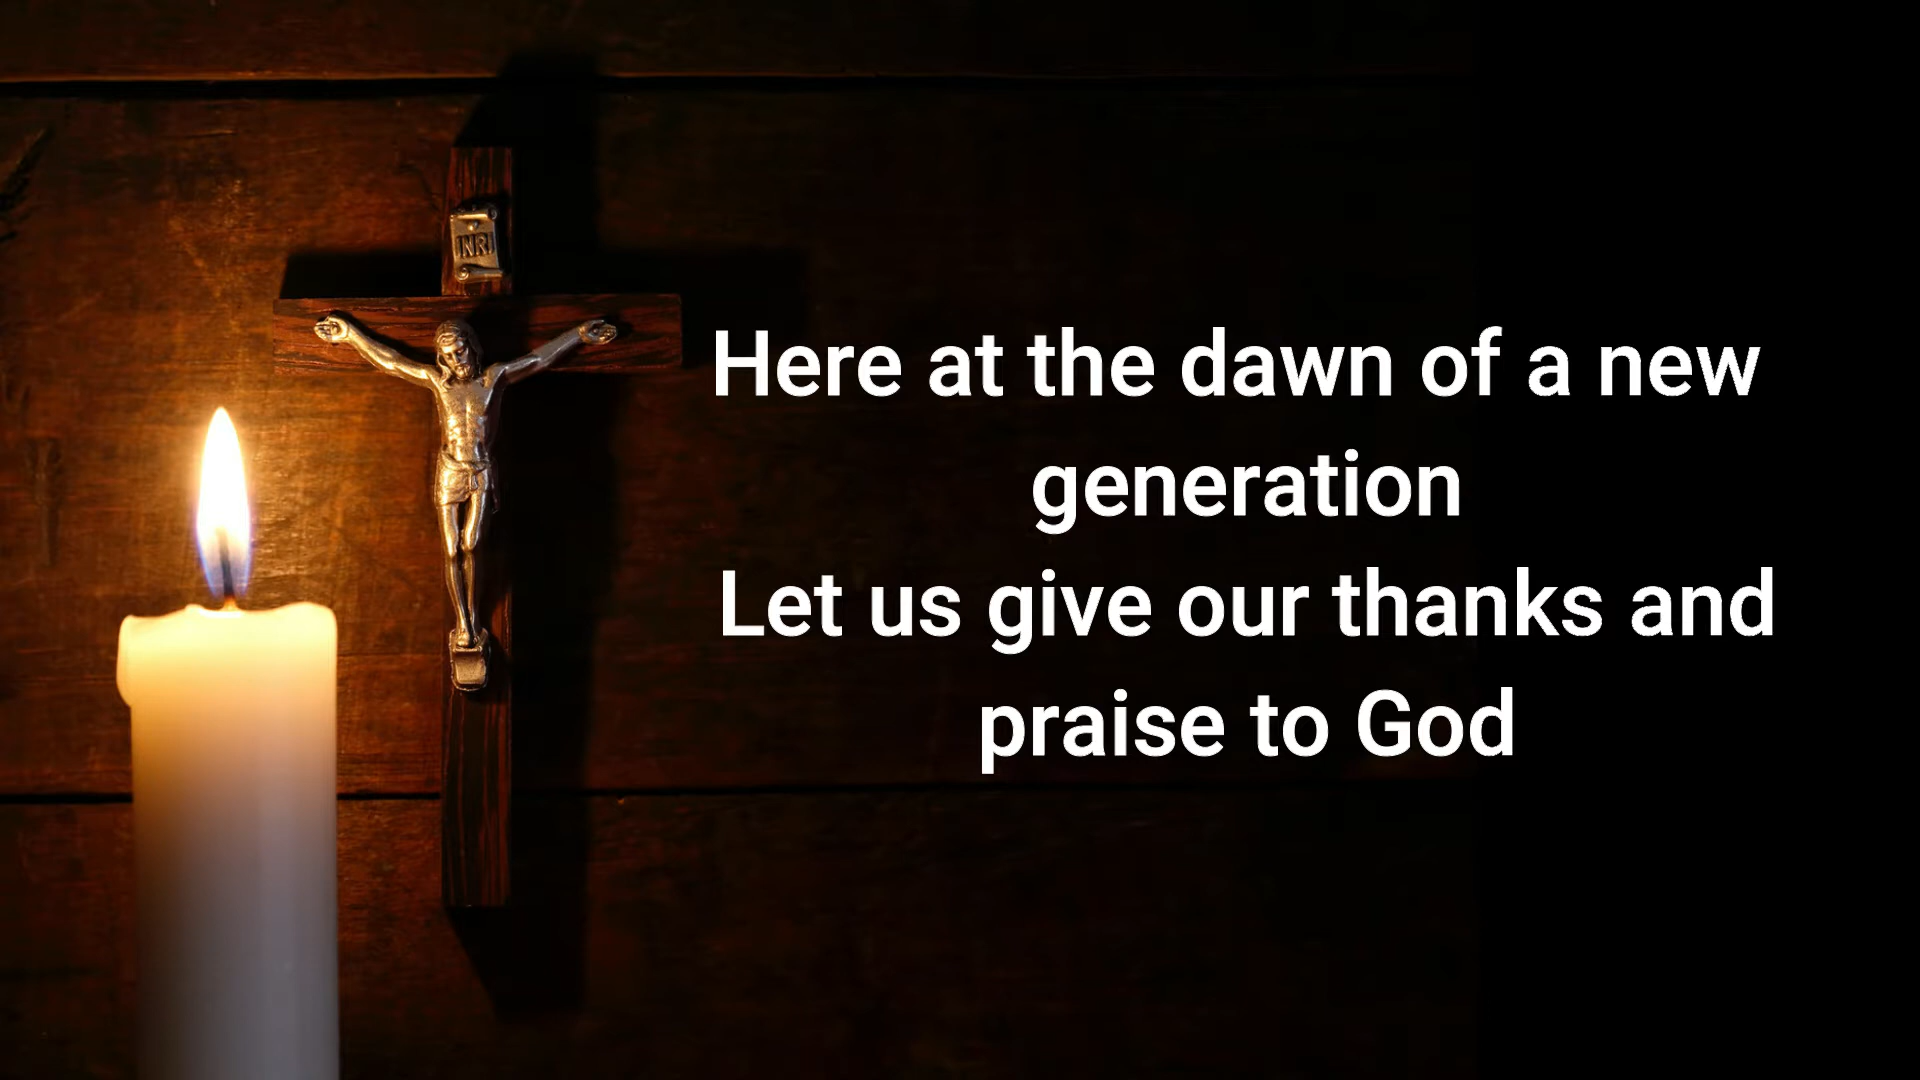 INRI
Here at the dawn of a new
generation
Let us give our thanks and
praise to God